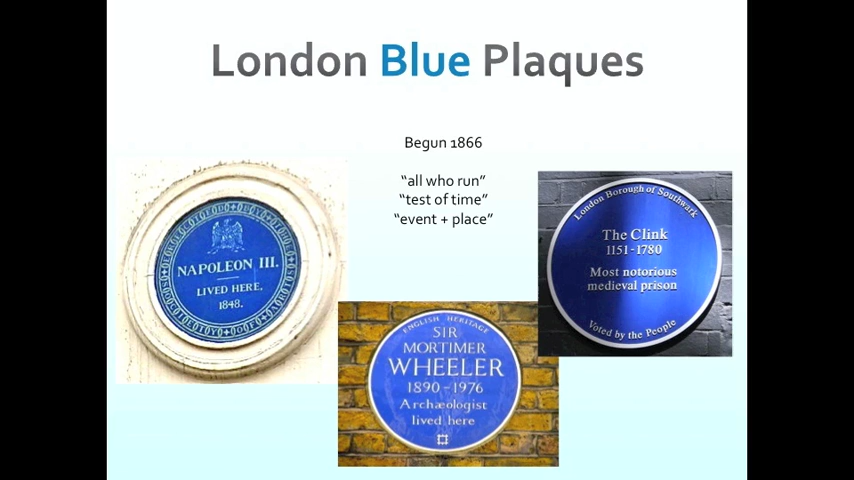 London Blue Plaques
Begun 1866
“all who run”
“test of time”
“event + place”
NAPOLEON III.
LIVED HERE.
1848.
ENGLISH HERITAGE
SIR
MORTIMER
WHEELER
1890-1976
Archæologist
lived here
London Borough of Southwark
The Clink
1151-1780
Most notorious
medieval prison
Voted by the People